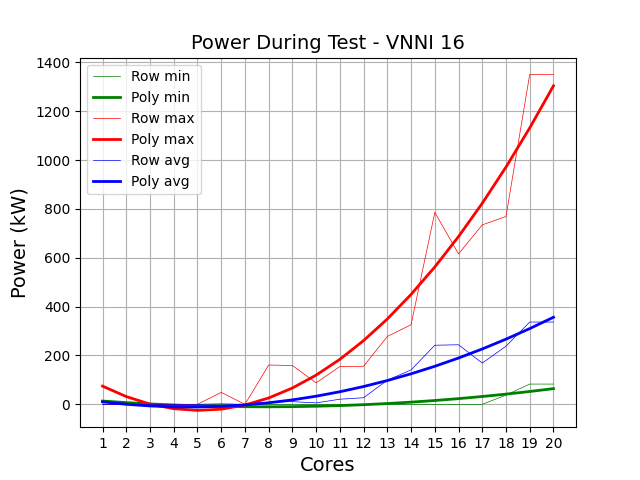 Power During Test - VNNI 16
Row min
Poly min
Row max
Poly max
Row avg
Poly avg
Power (kW)
1400
1200
1000
800
600
400
200
0
1 2 3 4 5 6 7 8 9 10 11 12 13 14 15 16 17 18 19 20
Cores